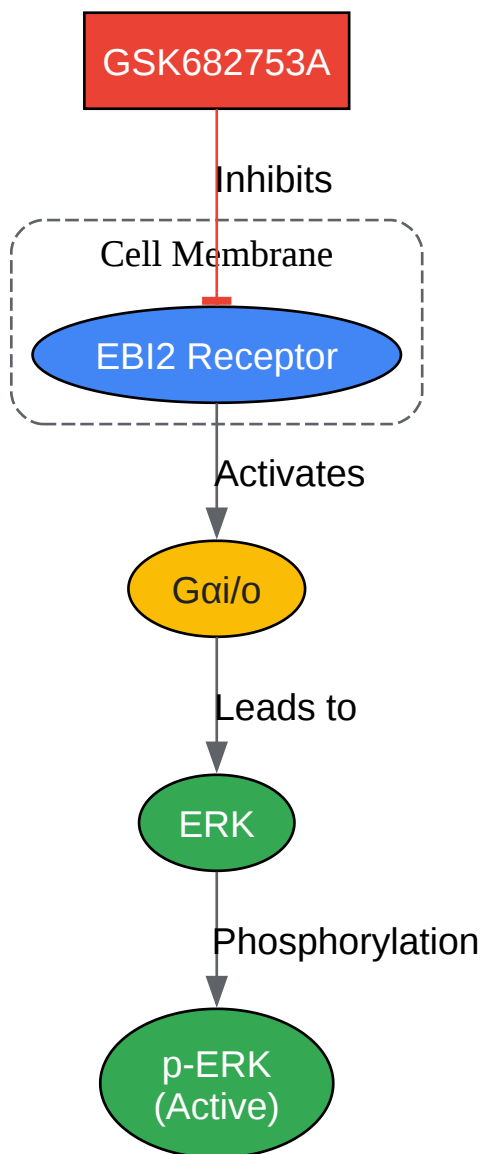 GSK682753A
Inhibits
Cell Membrane
EBI2 Receptor
Activates
Gαi/o
Leads to
ERK
Phosphorylation
p-ERK
(Active)